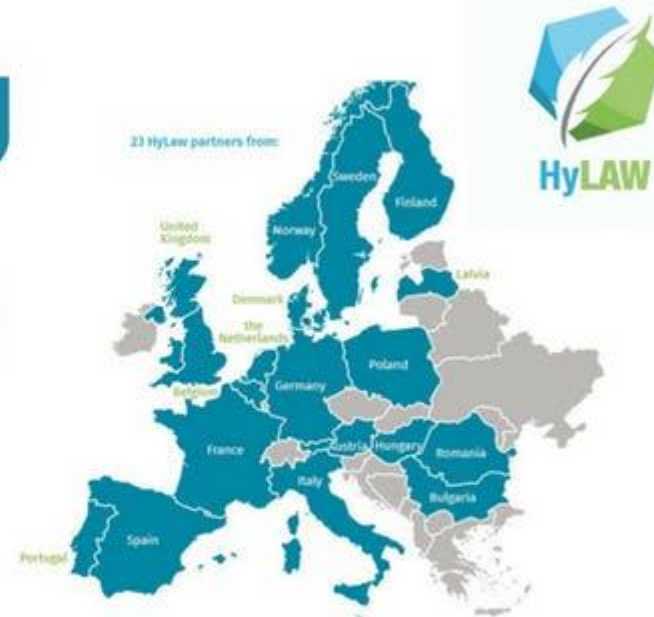 HyLAW
23 HyLaw partners from:
Sweden
Finland
Norway
United
Kingdom
Latvia
Denmark
the
Netherlands
Poland
Belgium
Germany
France
Austria
Hungary
Romania
Italy
Bulgaria
Spain
Portugal